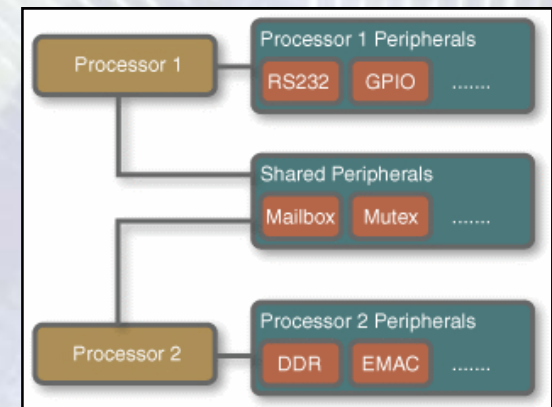 Processor 1
Processor 1 Peripherals
RS232 GPIO .......
Shared Peripherals
Mailbox Mutex .......
Processor 2
Processor 2 Peripherals
DDR EMAC .......